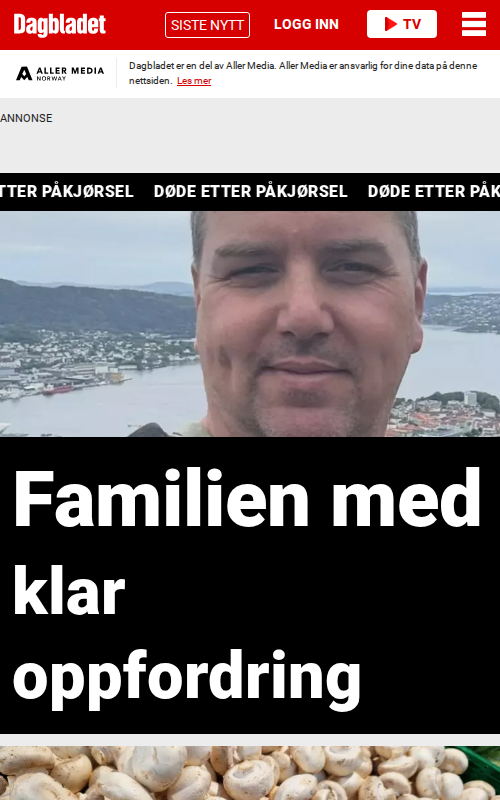 Dagbladet
SISTE NYTT
LOGG INN
TV
ALLER MEDIA
NORWAY
Dagbladet er en del av Aller Media. Aller Media er ansvarlig for dine data på denne
nettsiden. Les mer
ANNONSE
TTER PÅKJØRSEL DØDE ETTER PÅKJØRSEL DØDE ETTER PÅK
Familien med
klar
oppfordring